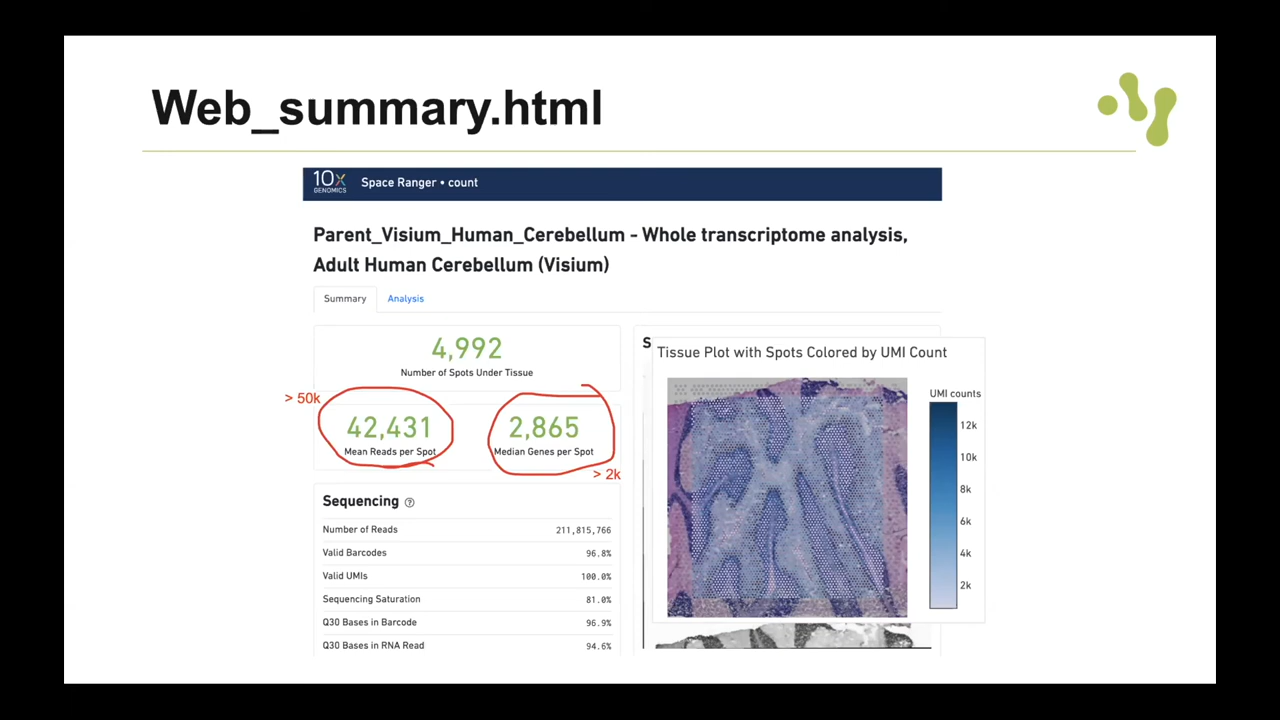 Web_summary.html
10x
GENOMICS
Space Ranger • count
Parent_Visium_Human_Cerebellum - Whole transcriptome analysis,
Adult Human Cerebellum (Visium)
Summary
Analysis
4,992
Number of Spots Under Tissue
> 50k
42,431
Mean Reads per Spot
2,865
Median Genes per Spot
> 2k
Sequencing ?
Number of Reads 211,815,766
Valid Barcodes 96.8%
Valid UMIs 100.0%
Sequencing Saturation 81.0%
Q30 Bases in Barcode 96.9%
Q30 Bases in RNA Read 94.6%
S
Tissue Plot with Spots Colored by UMI Count
UMI counts
12k
10k
8k
6k
4k
2k